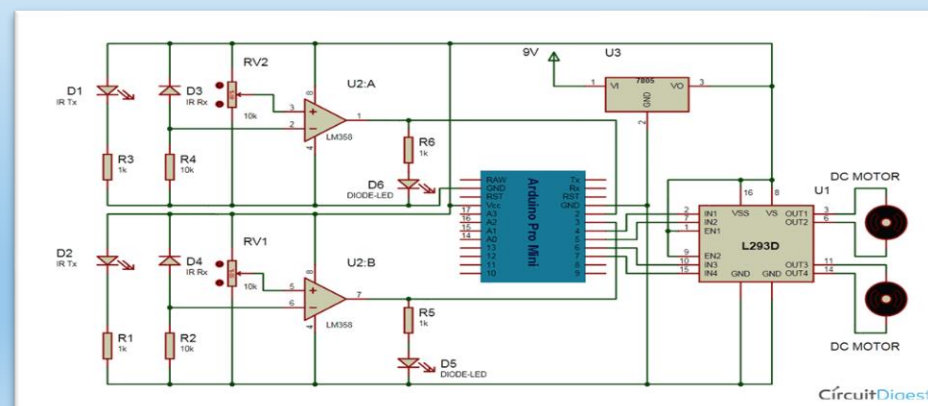 D1
IR Tx
R3
1k
D3
IR Rx
R4
10k
RV2
10k
U2:A
3
2
8
4
1
LM358
R6
1k
D6
DIODE-LED
9V
U3
7805
VI
VO
GND
1
3
2
Arduino Pro Mini
RAW
GND
RST
Vcc
A3
A2
A1
A0
13
12
11
10
17
16
15
14
Tx
Rx
RST
GND
2
3
4
5
6
7
8
9
U1
L293D
16
8
VSS
VS
IN1
IN2
EN1
EN2
IN3
IN4
2
7
1
9
10
15
OUT1
OUT2
OUT3
OUT4
3
6
11
14
GND
GND
DC MOTOR
DC MOTOR
D2
IR Tx
R1
1k
D4
IR Rx
R2
10k
RV1
10k
U2:B
5
6
8
4
7
LM358
R5
1k
D5
DIODE-LED
CircuitDigest